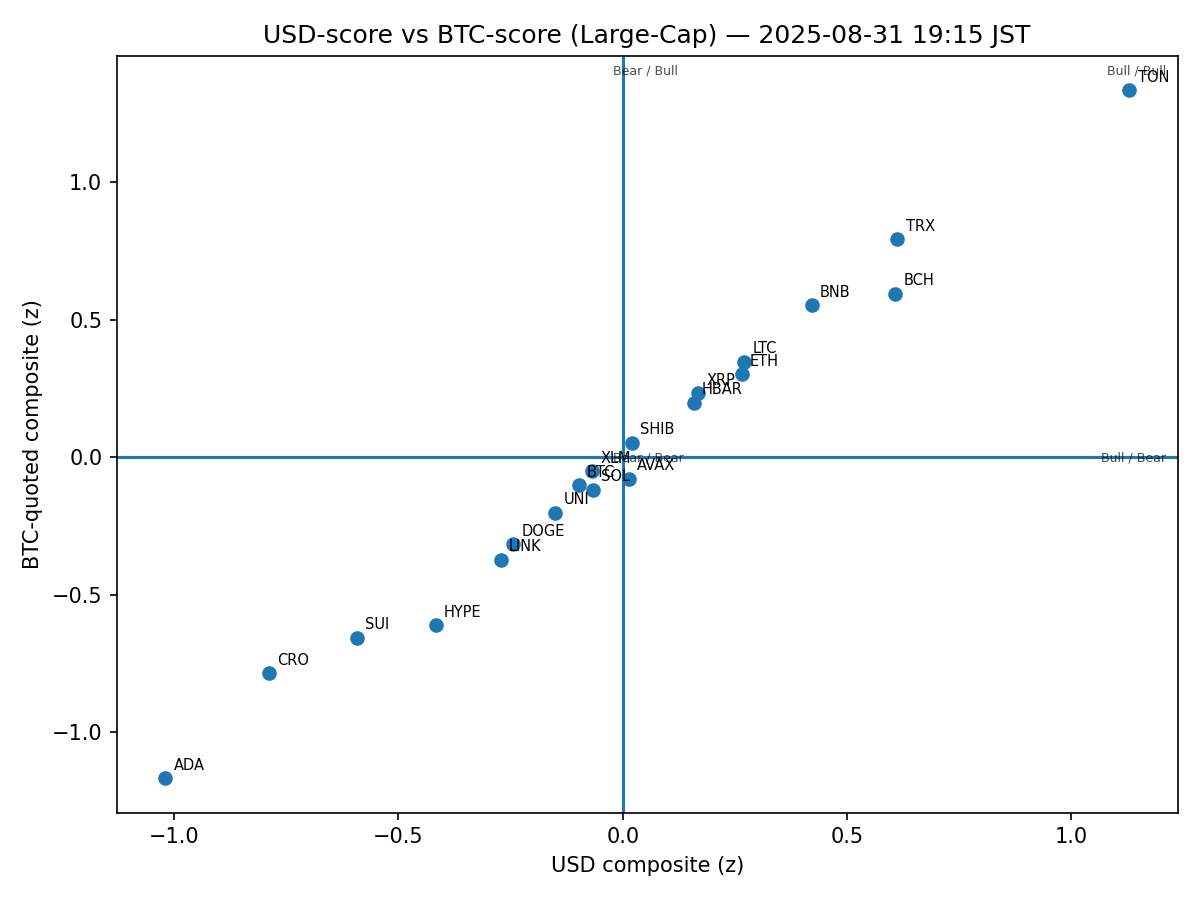 USD-score vs BTC-score (Large-Cap) — 2025-08-31 19:15 JST
Bear / Bull
Bull / Bull
TON
TRX
BCH
BNB
LTC
ETH
XRP
HBAR
SHIB
XLM
Bear / Bear
Bull / Bear
AVAX
BTC
SOL
UNI
DOGE
LINK
HYPE
SUI
CRO
ADA
1.0
0.5
0.0
−0.5
−1.0
BTC-quoted composite (z)
−1.0
−0.5
0.0
0.5
1.0
USD composite (z)